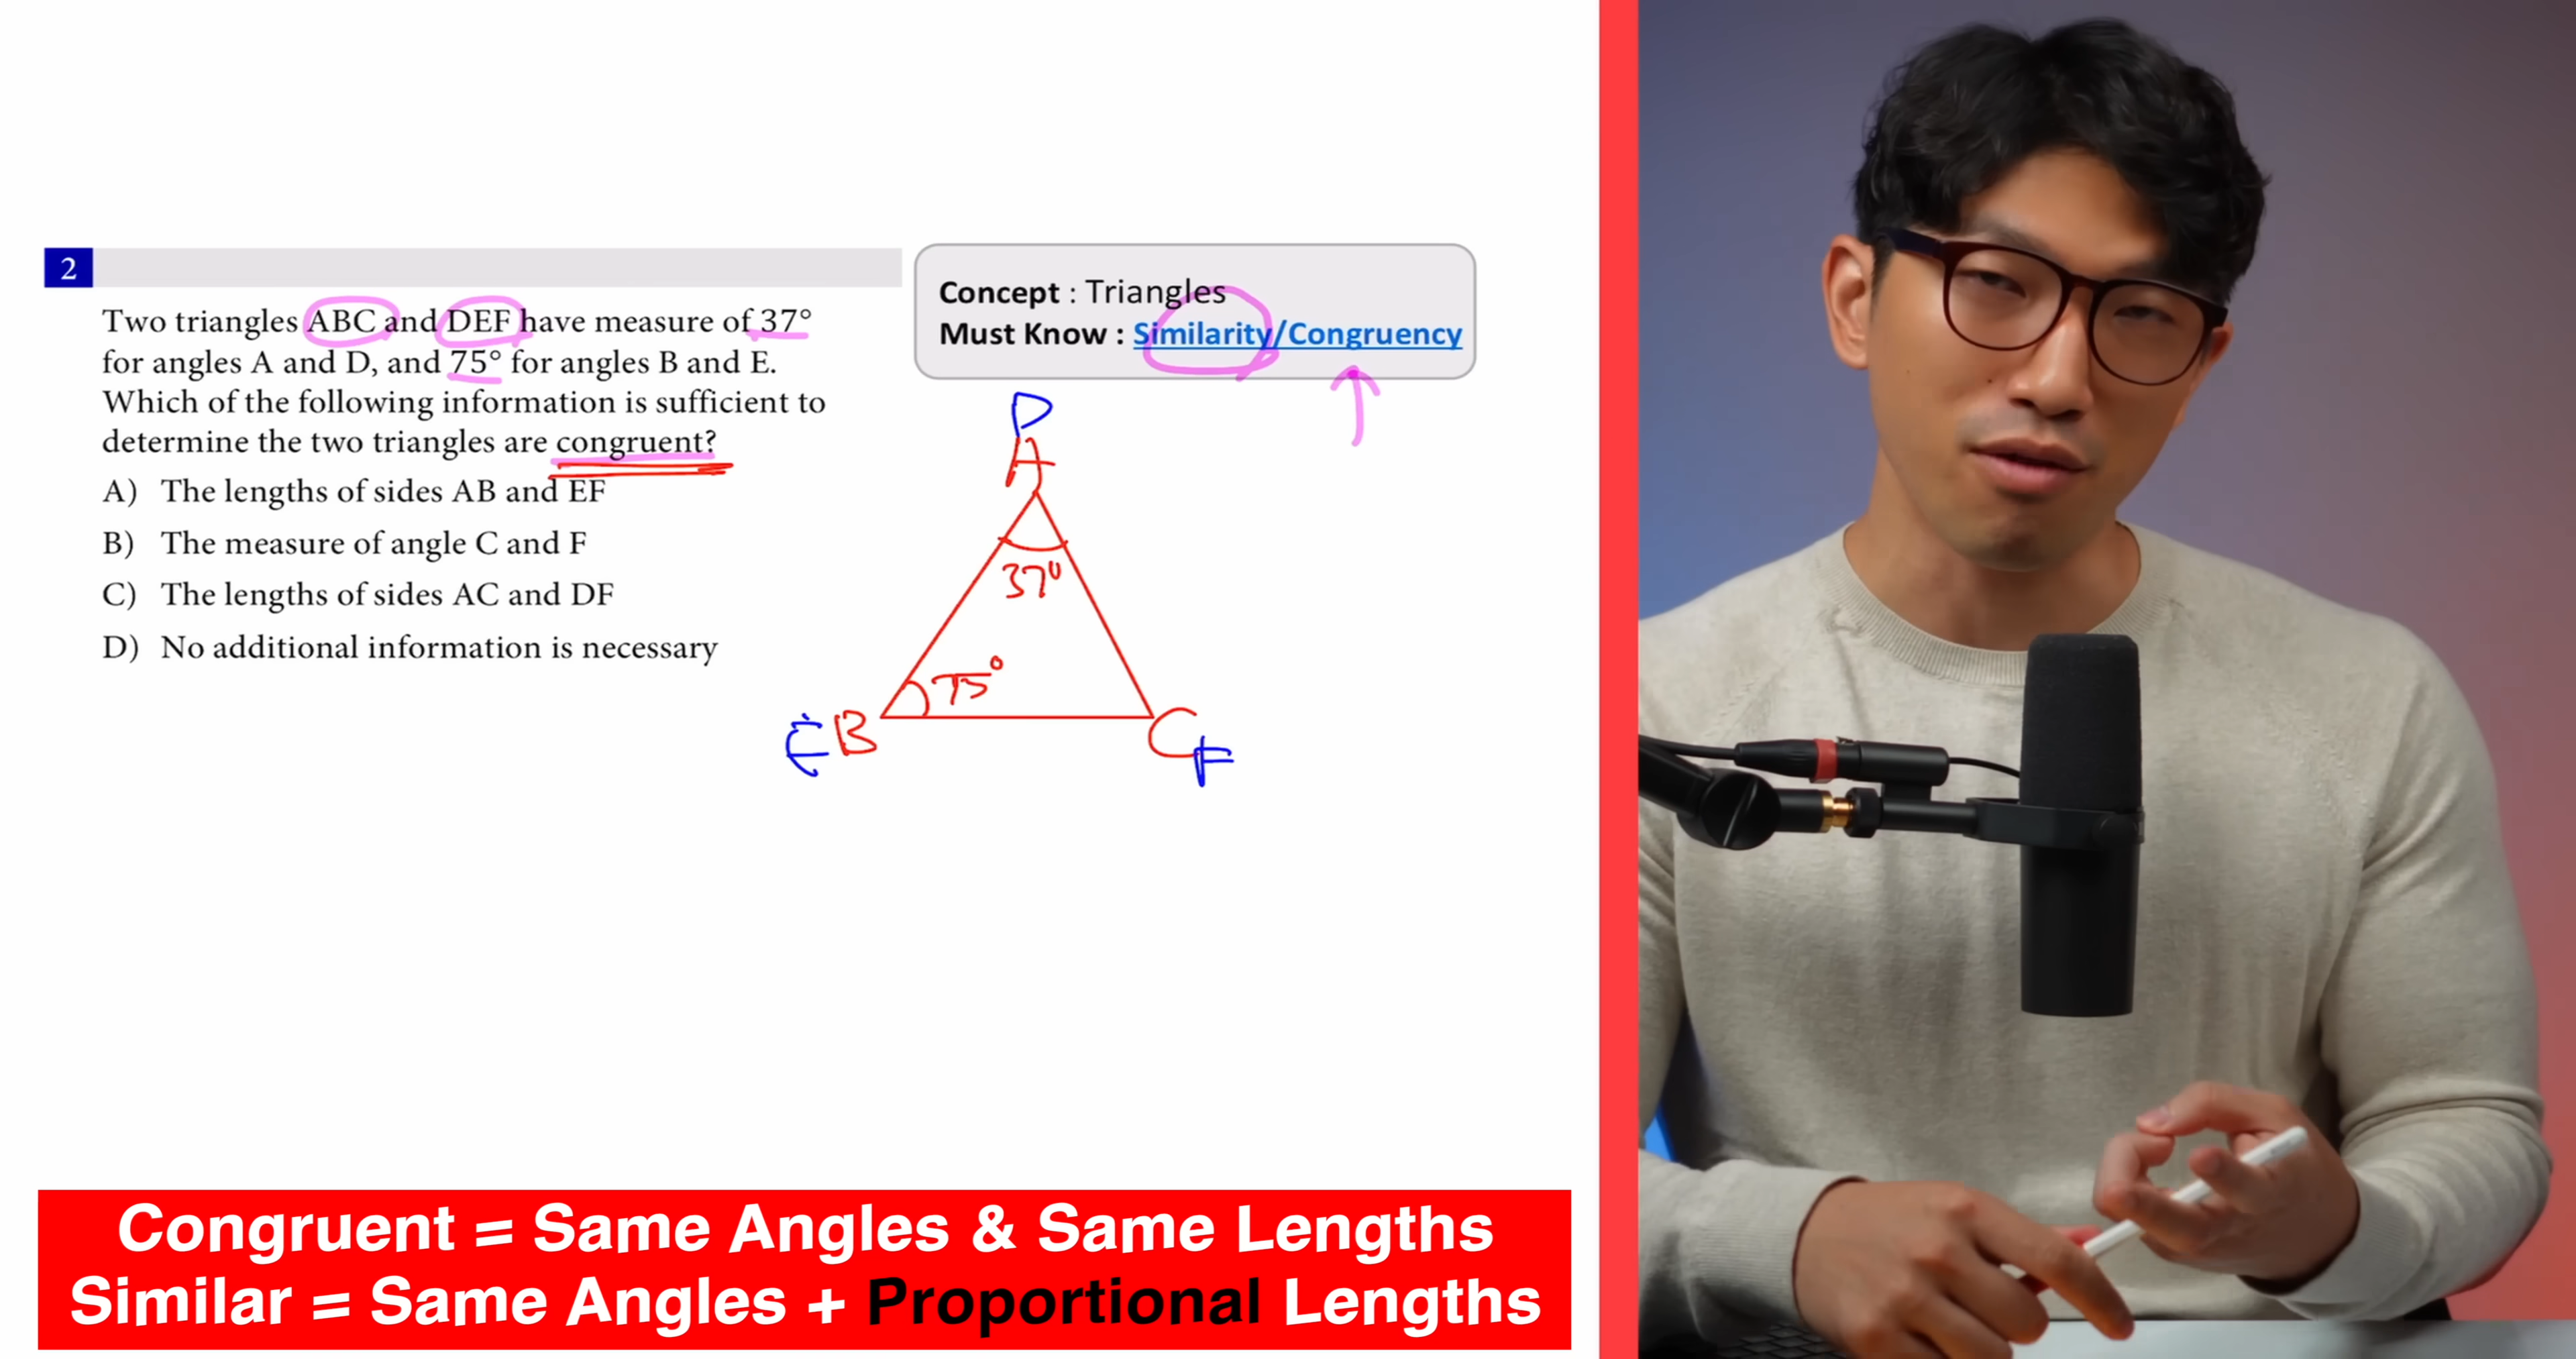 2
Two triangles ABC and DEF have measure of 37°
for angles A and D, and 75° for angles B and E.
Which of the following information is sufficient to
determine the two triangles are congruent?
A) The lengths of sides AB and EF
B) The measure of angle C and F
C) The lengths of sides AC and DF
D) No additional information is necessary
Concept : Triangles
Must Know : Similarity/Congruency
D
A
37°
75°
E B
C F
Congruent = Same Angles & Same Lengths
Similar = Same Angles + Proportional Lengths